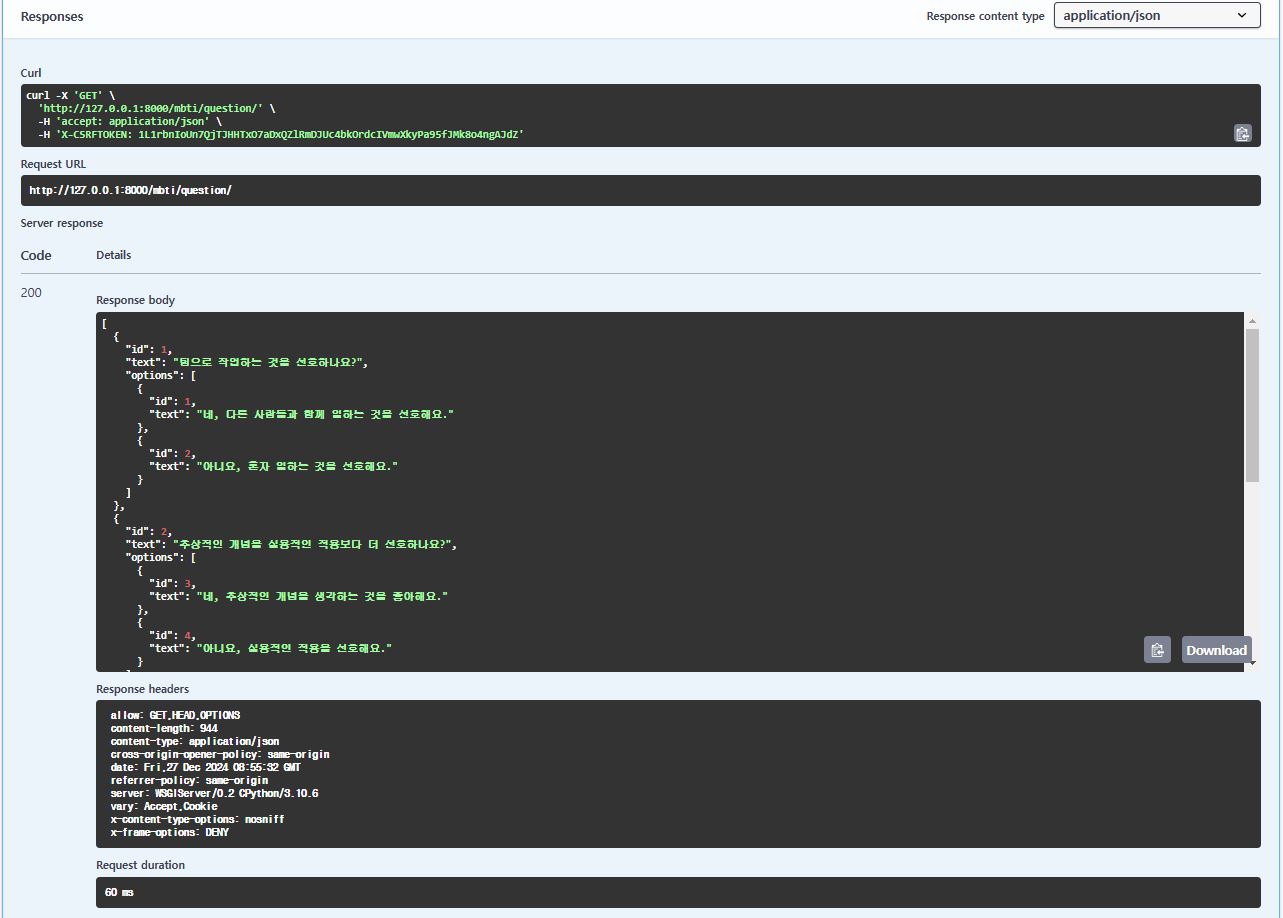 Responses
Response content type
application/json
Curl
curl -X 'GET' \
'http://127.0.0.1:8000/mbti/question/' \
-H 'accept: application/json' \
-H 'X-CSRFTOKEN: 1L1rbnIoUn7QjTJHHTxO7aDxQZlRmDJUc4bkOrdcIVmwXkyPa95fJMk8o4ngAJdZ'
Request URL
http://127.0.0.1:8000/mbti/question/
Server response
Code Details
200
Response body
[
{
"id": 1,
"text": "팀으로 작업하는 것을 선호하나요?",
"options": [
{
"id": 1,
"text": "네, 다른 사람들과 함께 일하는 것을 선호해요."
},
{
"id": 2,
"text": "아니요, 혼자 일하는 것을 선호해요."
}
]
},
{
"id": 2,
"text": "추상적인 개념을 실용적인 적용보다 더 선호하나요?",
"options": [
{
"id": 3,
"text": "네, 추상적인 개념을 생각하는 것을 좋아해요."
},
{
"id": 4,
"text": "아니요, 실용적인 적용을 선호해요."
}
Download
Response headers
allow: GET,HEAD,OPTIONS
content-length: 944
content-type: application/json
cross-origin-opener-policy: same-origin
date: Fri,27 Dec 2024 08:55:32 GMT
referrer-policy: same-origin
server: WSGIServer/0.2 CPython/3.10.6
vary: Accept,Cookie
x-content-type-options: nosniff
x-frame-options: DENY
Request duration
60 ms